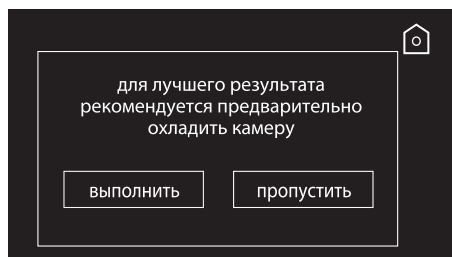 для лучшего результата
рекомендуется предварительно
охладить камеру
выполнить
пропустить